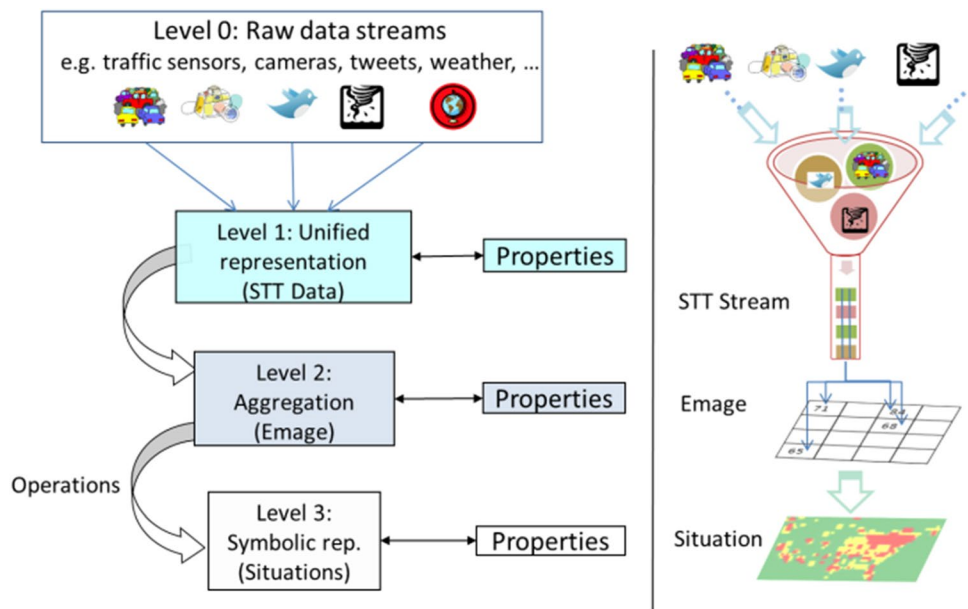 Level 0: Raw data streams
e.g. traffic sensors, cameras, tweets, weather, ...
Level 1: Unified
representation
(STT Data)
Properties
Level 2:
Aggregation
(Emage)
Properties
Operations
Level 3:
Symbolic rep.
(Situations)
Properties
STT Stream
Emage
71
84
68
65
Situation